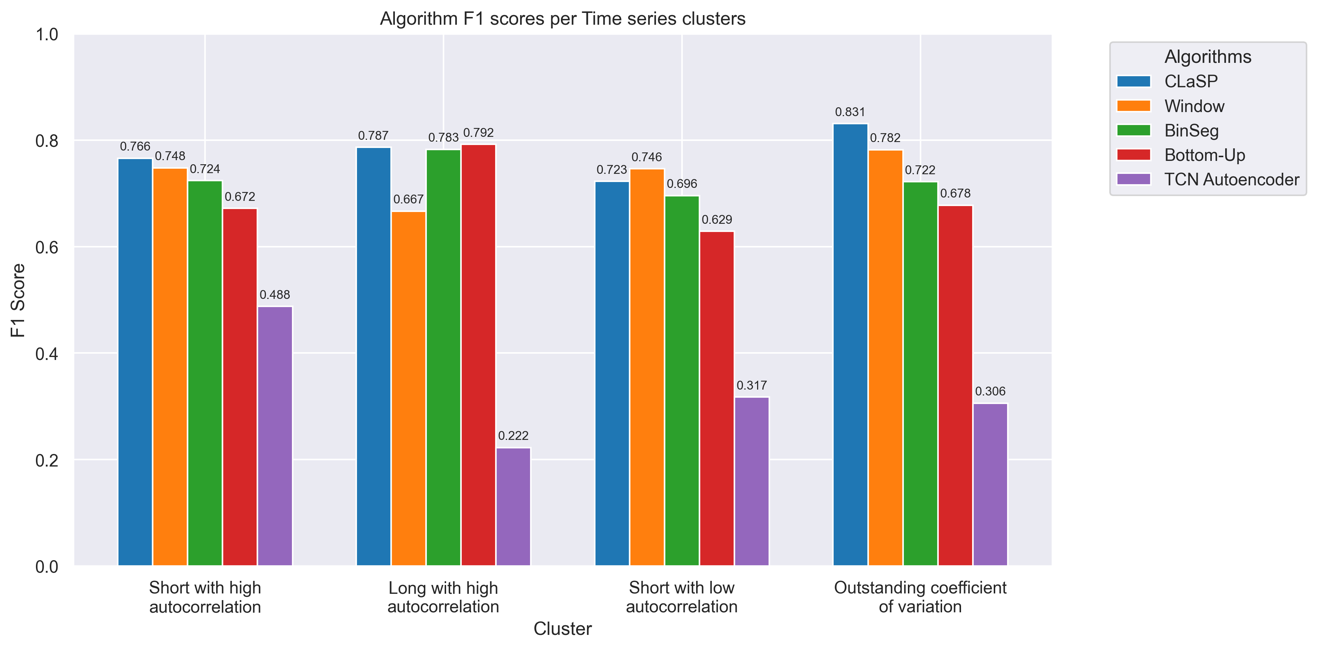 Algorithm F1 scores per Time series clusters
F1 Score
1.0
0.8
0.6
0.4
0.2
0.0
0.766
0.748
0.724
0.672
0.488
0.787
0.667
0.783
0.792
0.222
0.723
0.746
0.696
0.629
0.317
0.831
0.782
0.722
0.678
0.306
Short with high
autocorrelation
Long with high
autocorrelation
Short with low
autocorrelation
Outstanding coefficient
of variation
Cluster
Algorithms
CLaSP
Window
BinSeg
Bottom-Up
TCN Autoencoder